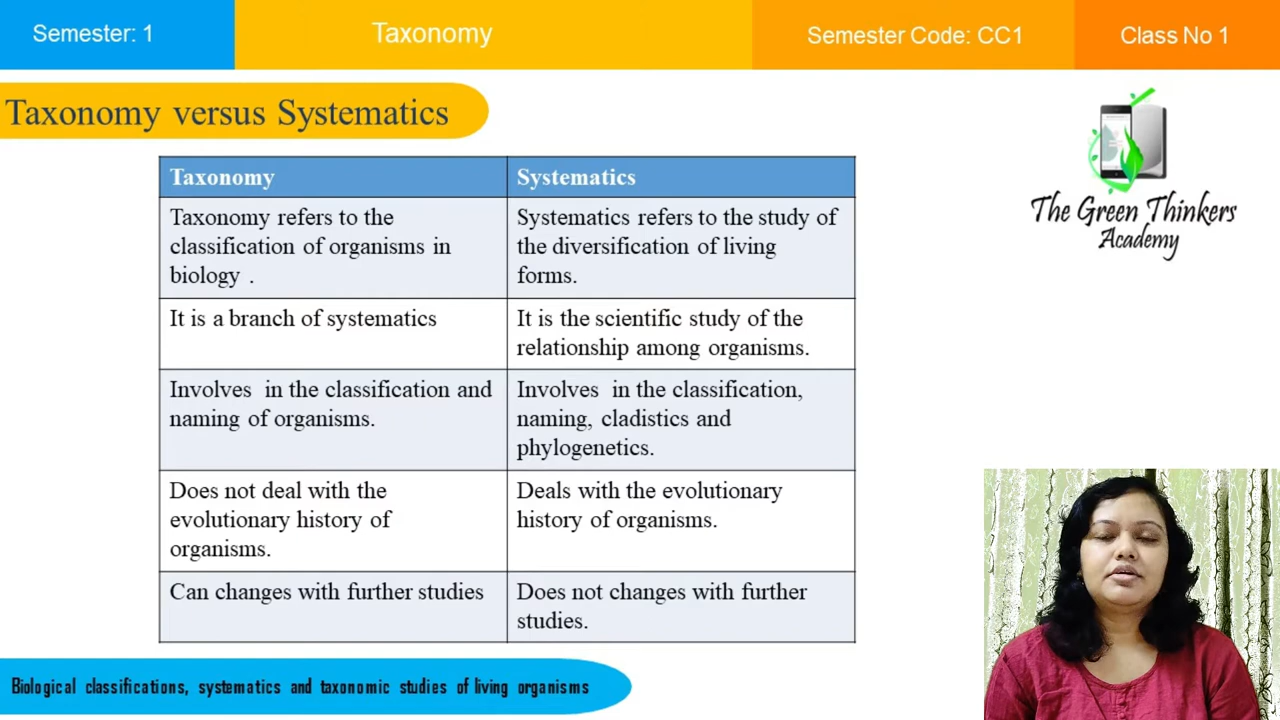 Semester: 1
Taxonomy
Semester Code: CC1
Class No 1
Taxonomy versus Systematics
The Green Thinkers
Academy
Taxonomy
Systematics
Taxonomy refers to the
classification of organisms in
biology .
Systematics refers to the study of
the diversification of living
forms.
It is a branch of systematics
It is the scientific study of the
relationship among organisms.
Involves in the classification and
naming of organisms.
Involves in the classification,
naming, cladistics and
phylogenetics.
Does not deal with the
evolutionary history of
organisms.
Deals with the evolutionary
history of organisms.
Can changes with further studies
Does not changes with further
studies.
Biological classifications, systematics and taxonomic studies of living organisms